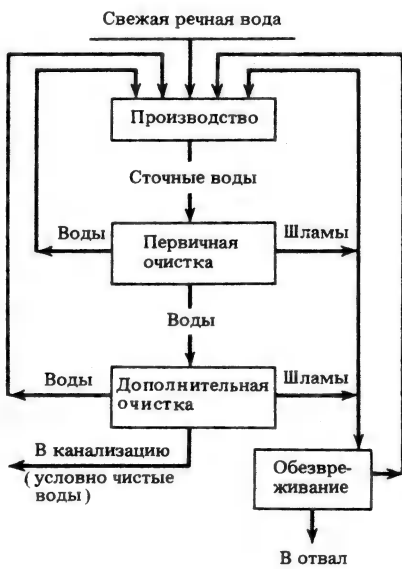 Свежая речная вода
Производство
Сточные воды
Воды
Первичная
очистка
Шламы
Воды
Воды
Дополнительная
очистка
Шламы
В канализацию
(условно чистые
воды)
Обезвре-
живание
В отвал